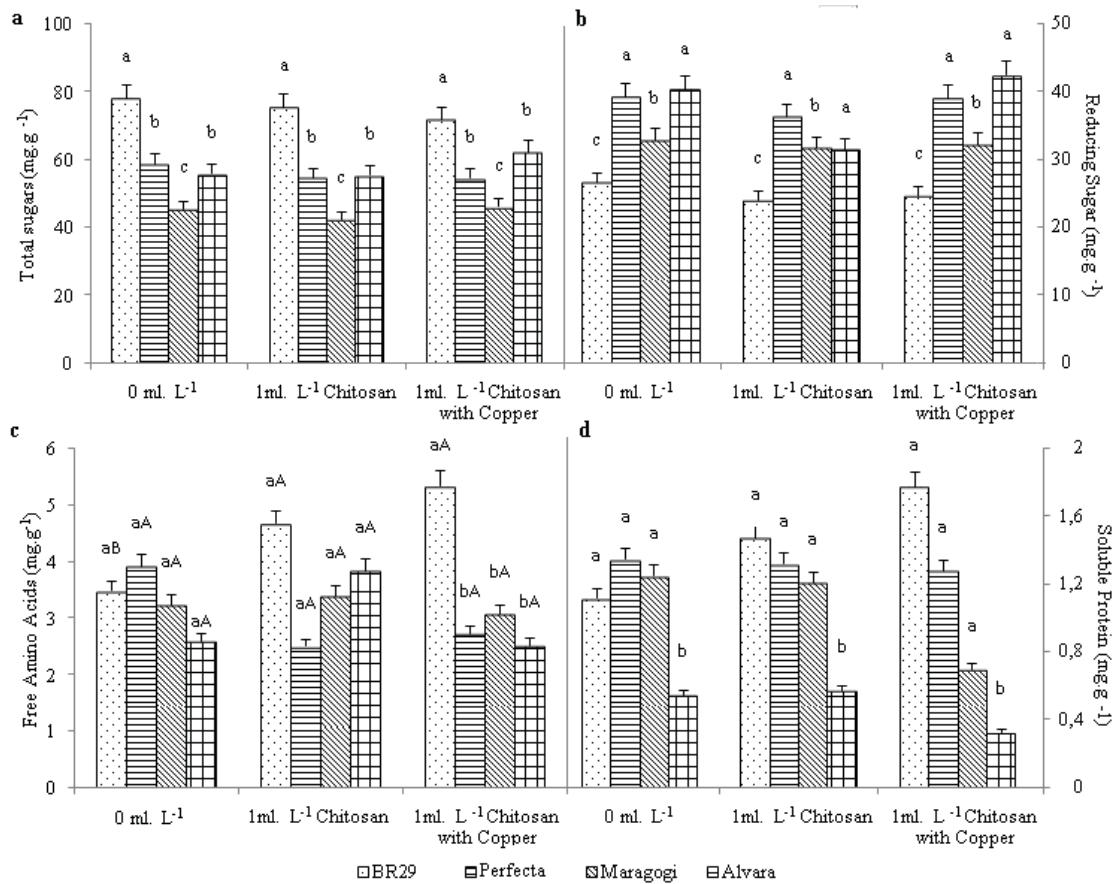 a
b
Total sugars (mg.g -1)
100
80
60
40
20
0
a
b
c
b
a
b
c
b
a
b
c
b
0 ml. L-1
1ml. L-1 Chitosan
1ml. L-1 Chitosan
with Copper
c
a
b
a
c
a
b
a
c
a
b
a
0 ml. L-1
1ml. L-1 Chitosan
1ml. L-1 Chitosan
with Copper
50
40
30
20
10
0
Reducing Sugar (mg.g -1)
c
d
Free Amino Acids (mg.g-1)
6
5
4
3
2
1
0
aB
aA
aA
aA
aA
aA
aA
aA
aA
bA
bA
bA
0 ml. L-1
1ml. L-1 Chitosan
1ml. L-1 Chitosan
with Copper
a
a
a
b
a
a
a
b
a
a
a
b
0 ml. L-1
1ml. L-1 Chitosan
1ml. L-1 Chitosan
with Copper
2
1,6
1,2
0,8
0,4
0
Soluble Protein (mg.g -1)
BR29 Perfecta Maragogi Alvara